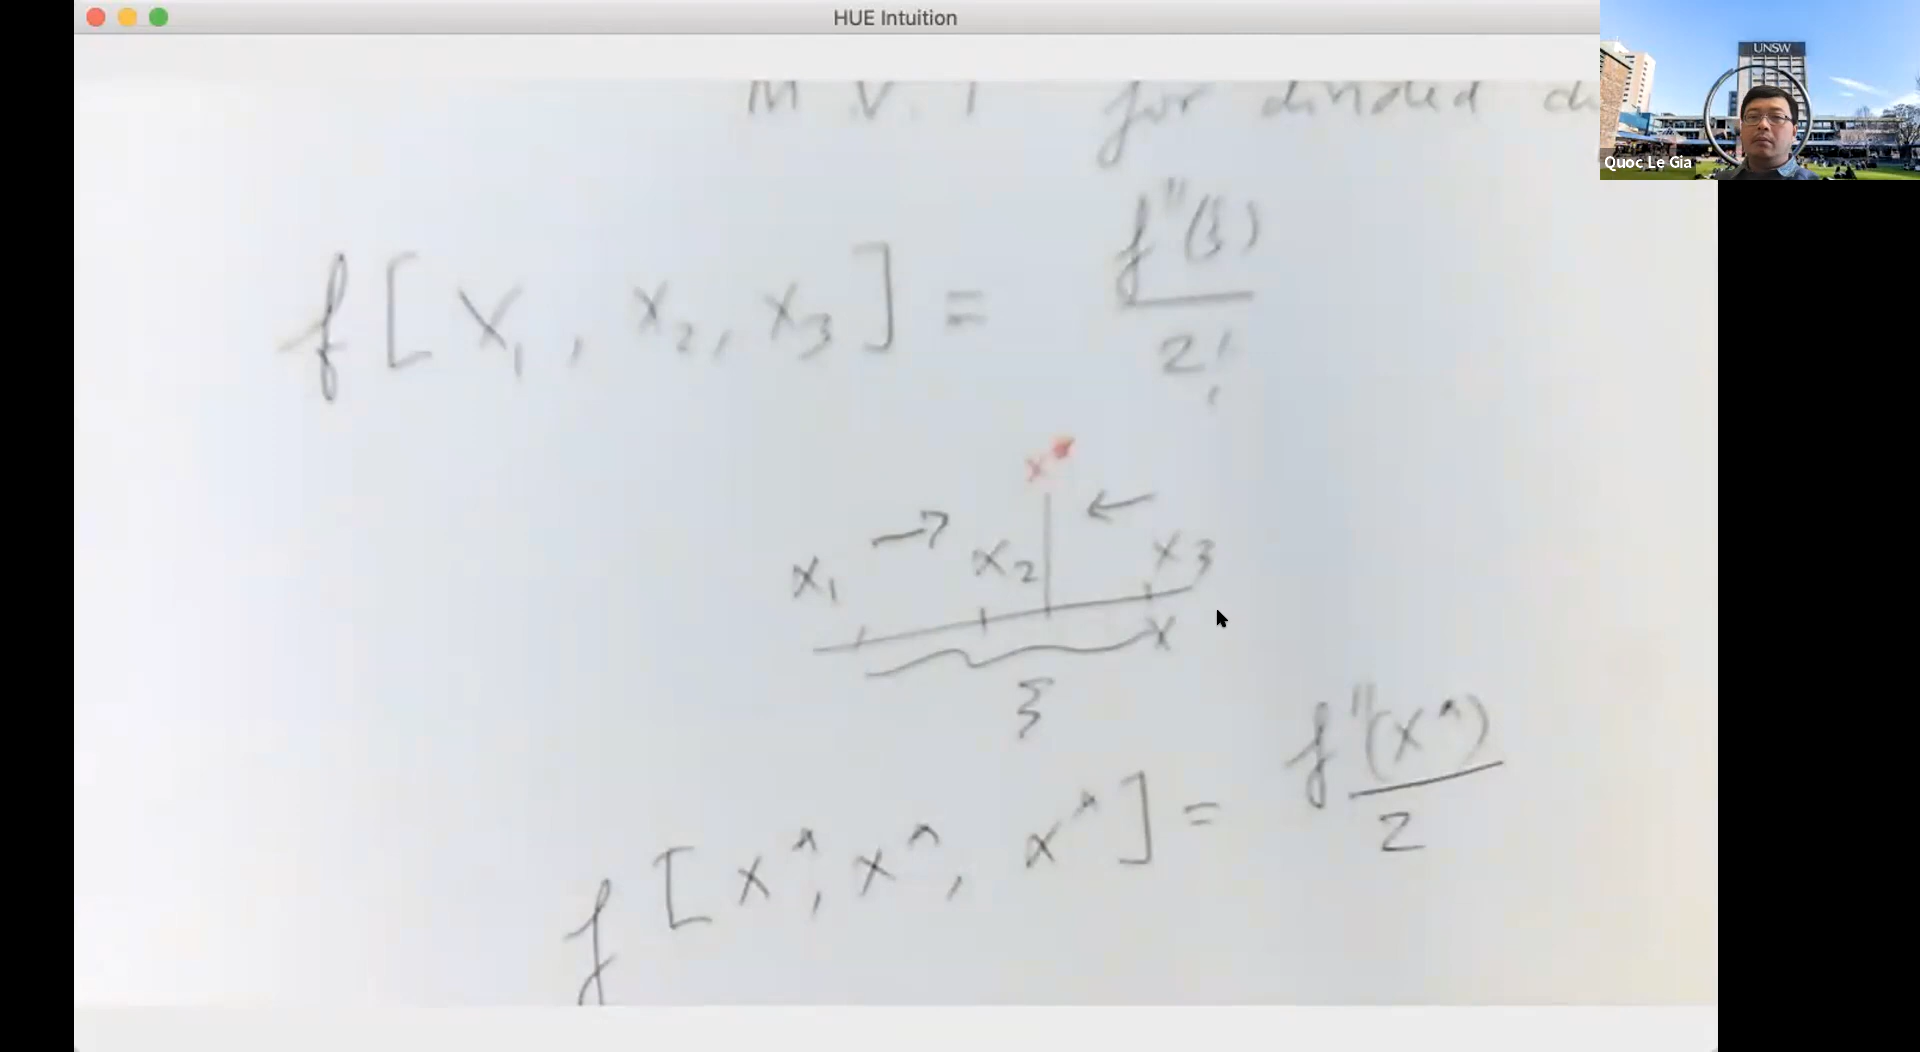 HUE Intuition
UNSW
Quoc Le Gia
M.V.T for divided
f[x₁, x₂, x₃] = f''(ξ)/2!
x*
x₁ → x₂ ← x₃
x
ξ
f[x^, x^, x^] = f''(x^)/2